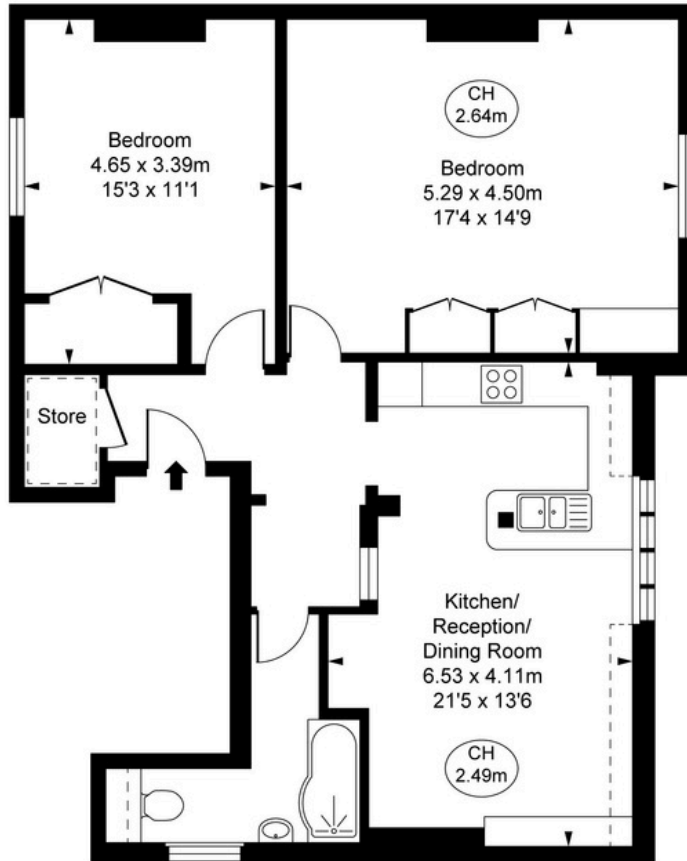 Bedroom
4.65 x 3.39m
15'3 x 11'1
CH
2.64m
Bedroom
5.29 x 4.50m
17'4 x 14'9
Store
Kitchen/
Reception/
Dining Room
6.53 x 4.11m
21'5 x 13'6
CH
2.49m